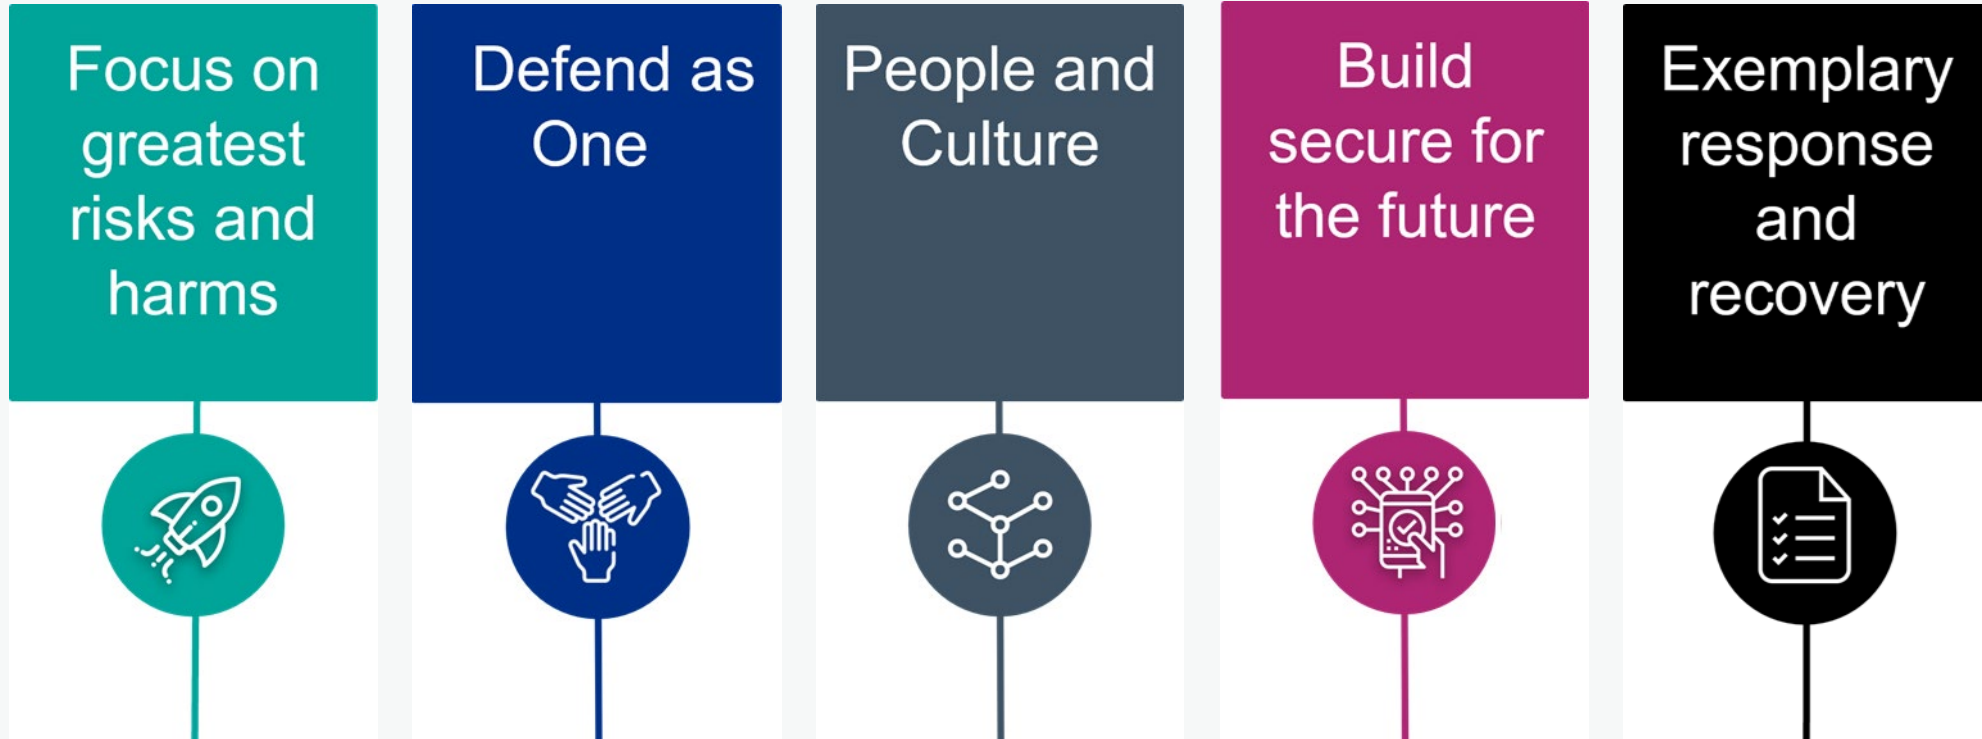 Focus on
greatest
risks and
harms
Defend as
One
People and
Culture
Build
secure for
the future
Exemplary
response
and
recovery